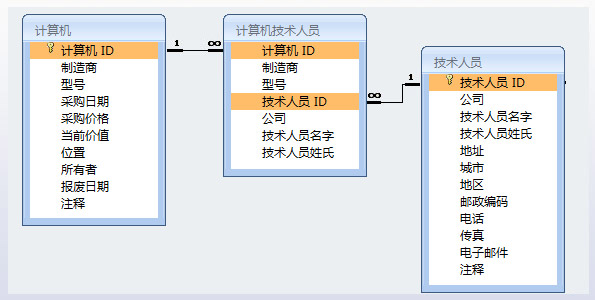 计算机
计算机 ID
制造商
型号
采购日期
采购价格
当前价值
位置
所有者
报废日期
注释
1
∞
计算机技术人员
计算机 ID
制造商
型号
技术人员 ID
公司
技术人员名字
技术人员姓氏
∞
1
技术人员
技术人员 ID
公司
技术人员名字
技术人员姓氏
地址
城市
地区
邮政编码
电话
传真
电子邮件
注释